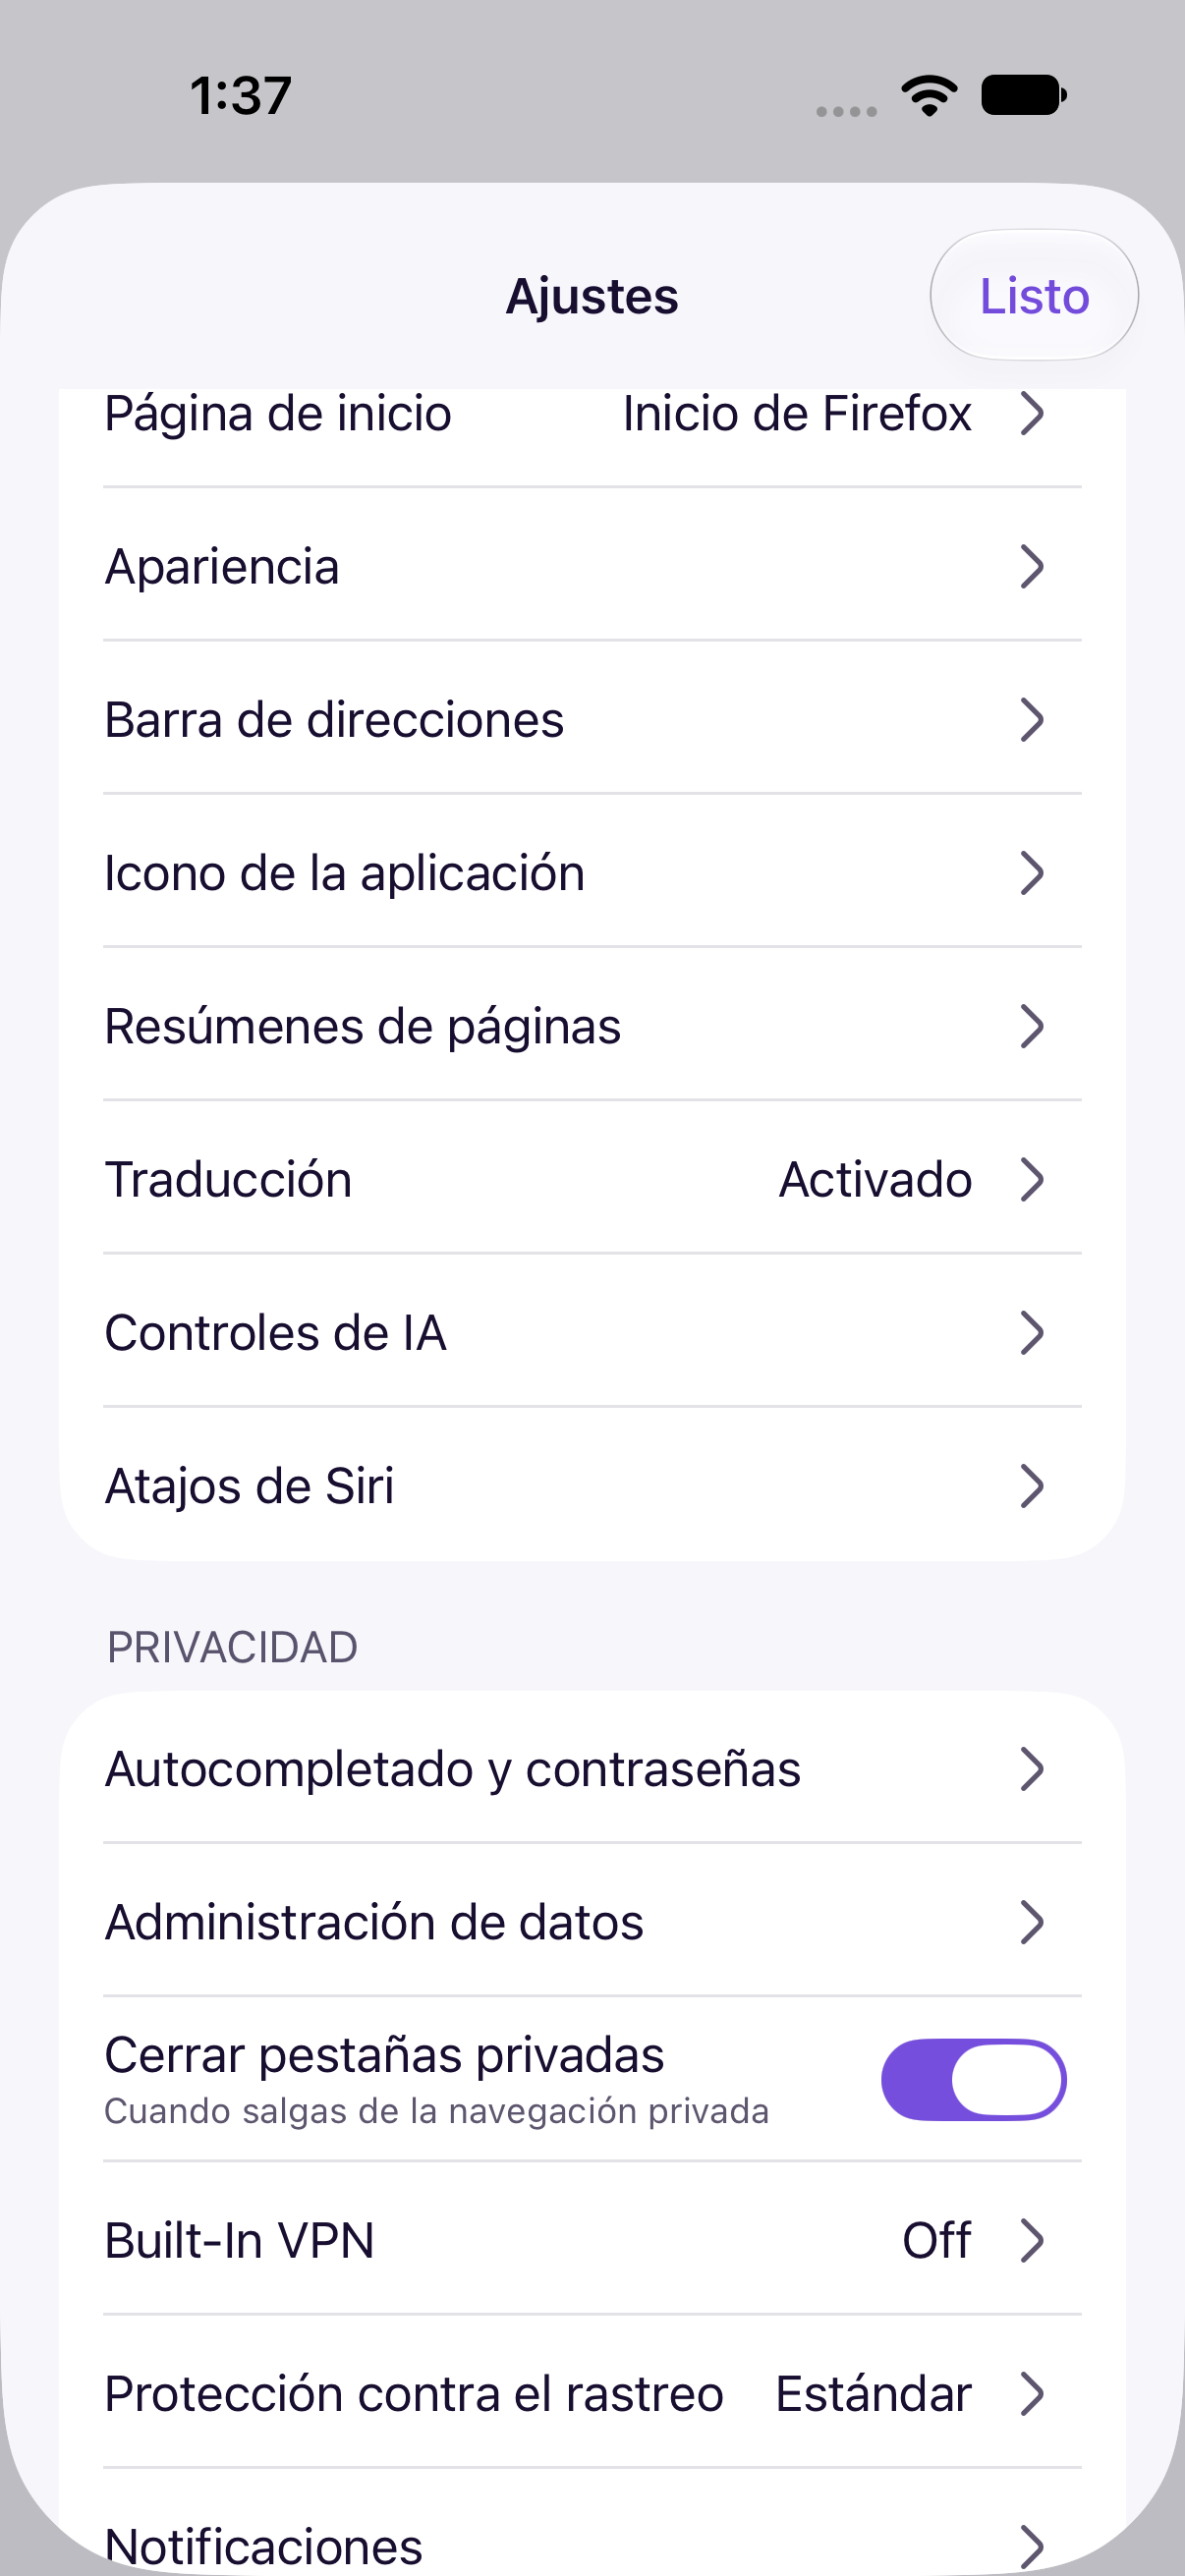 1:37
Ajustes
Listo
Página de inicio Inicio de Firefox
Apariencia
Barra de direcciones
Icono de la aplicación
Resúmenes de páginas
Traducción Activado
Controles de IA
Atajos de Siri
PRIVACIDAD
Autocompletado y contraseñas
Administración de datos
Cerrar pestañas privadas
Cuando salgas de la navegación privada
Built-In VPN Off
Protección contra el rastreo Estándar
Notificaciones